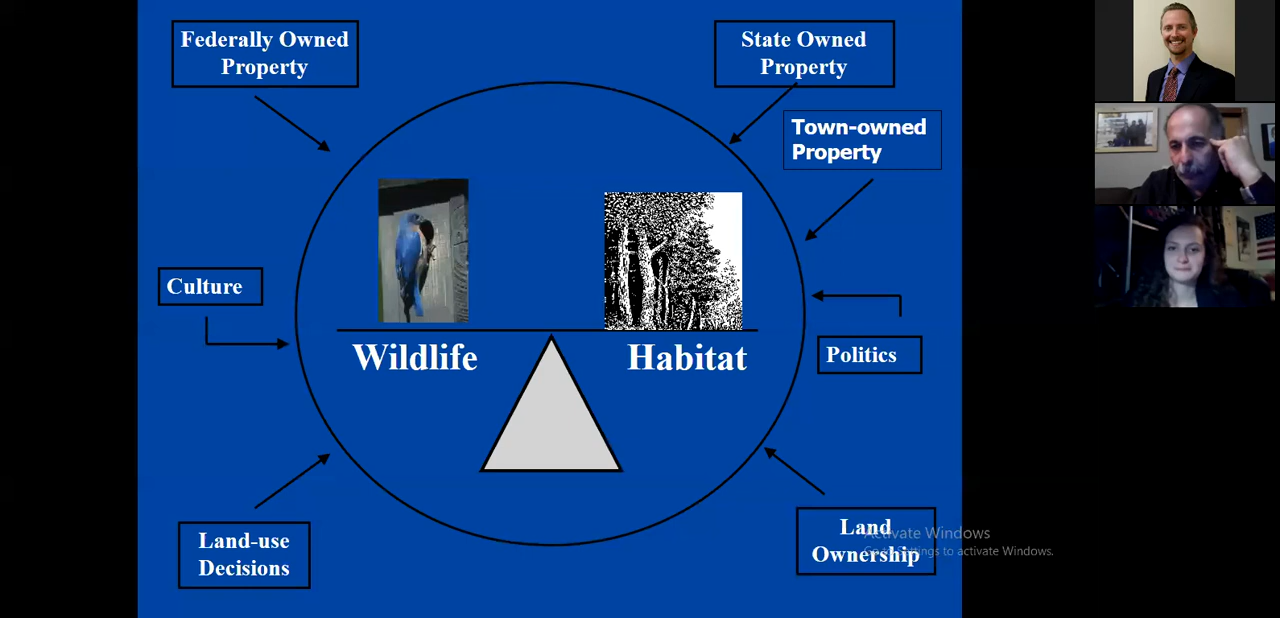 Federally Owned
Property
State Owned
Property
Town-owned
Property
Culture
Wildlife
Habitat
Politics
Land-use
Decisions
Land
Ownership
Activate Windows
Go to Settings to activate Windows.